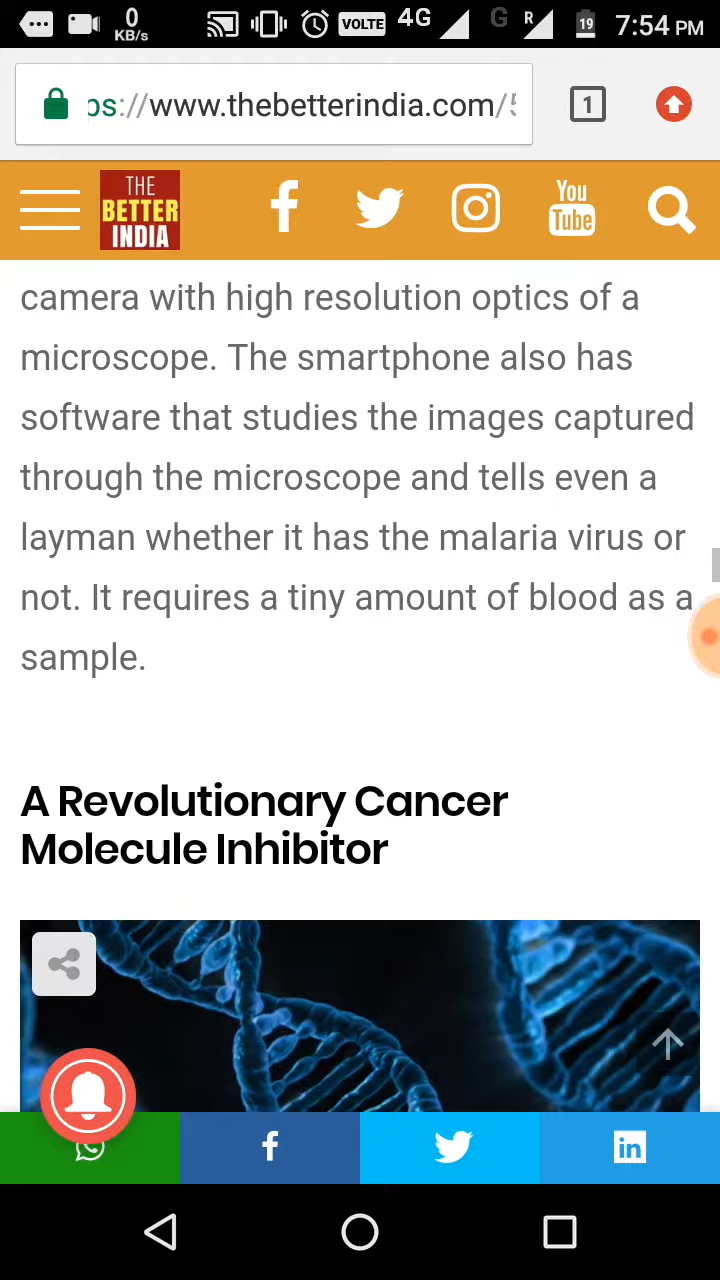 0
KB/s
VOLTE
4G
G
R
19
7:54 PM
ps://www.thebetterindia.com/5
1
THE
BETTER
INDIA
You
Tube
camera with high resolution optics of a
microscope. The smartphone also has
software that studies the images captured
through the microscope and tells even a
layman whether it has the malaria virus or
not. It requires a tiny amount of blood as a
sample.
A Revolutionary Cancer
Molecule Inhibitor
in